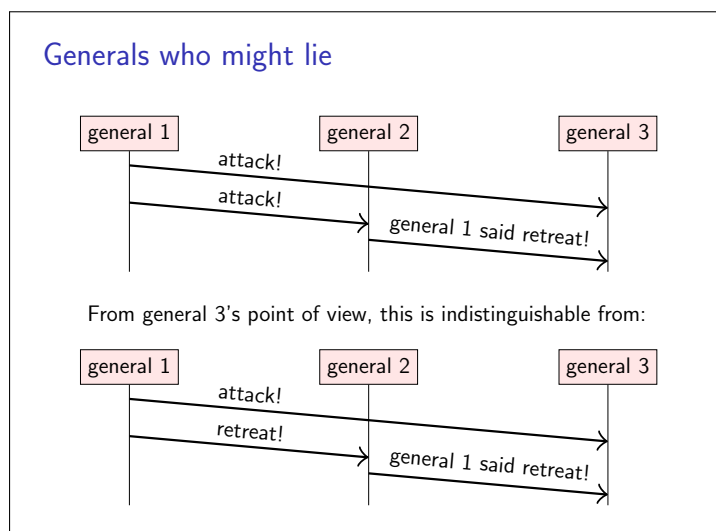 Generals who might lie
general 1
general 2
general 3
attack!
attack!
general 1 said retreat!
From general 3's point of view, this is indistinguishable from:
general 1
general 2
general 3
attack!
retreat!
general 1 said retreat!